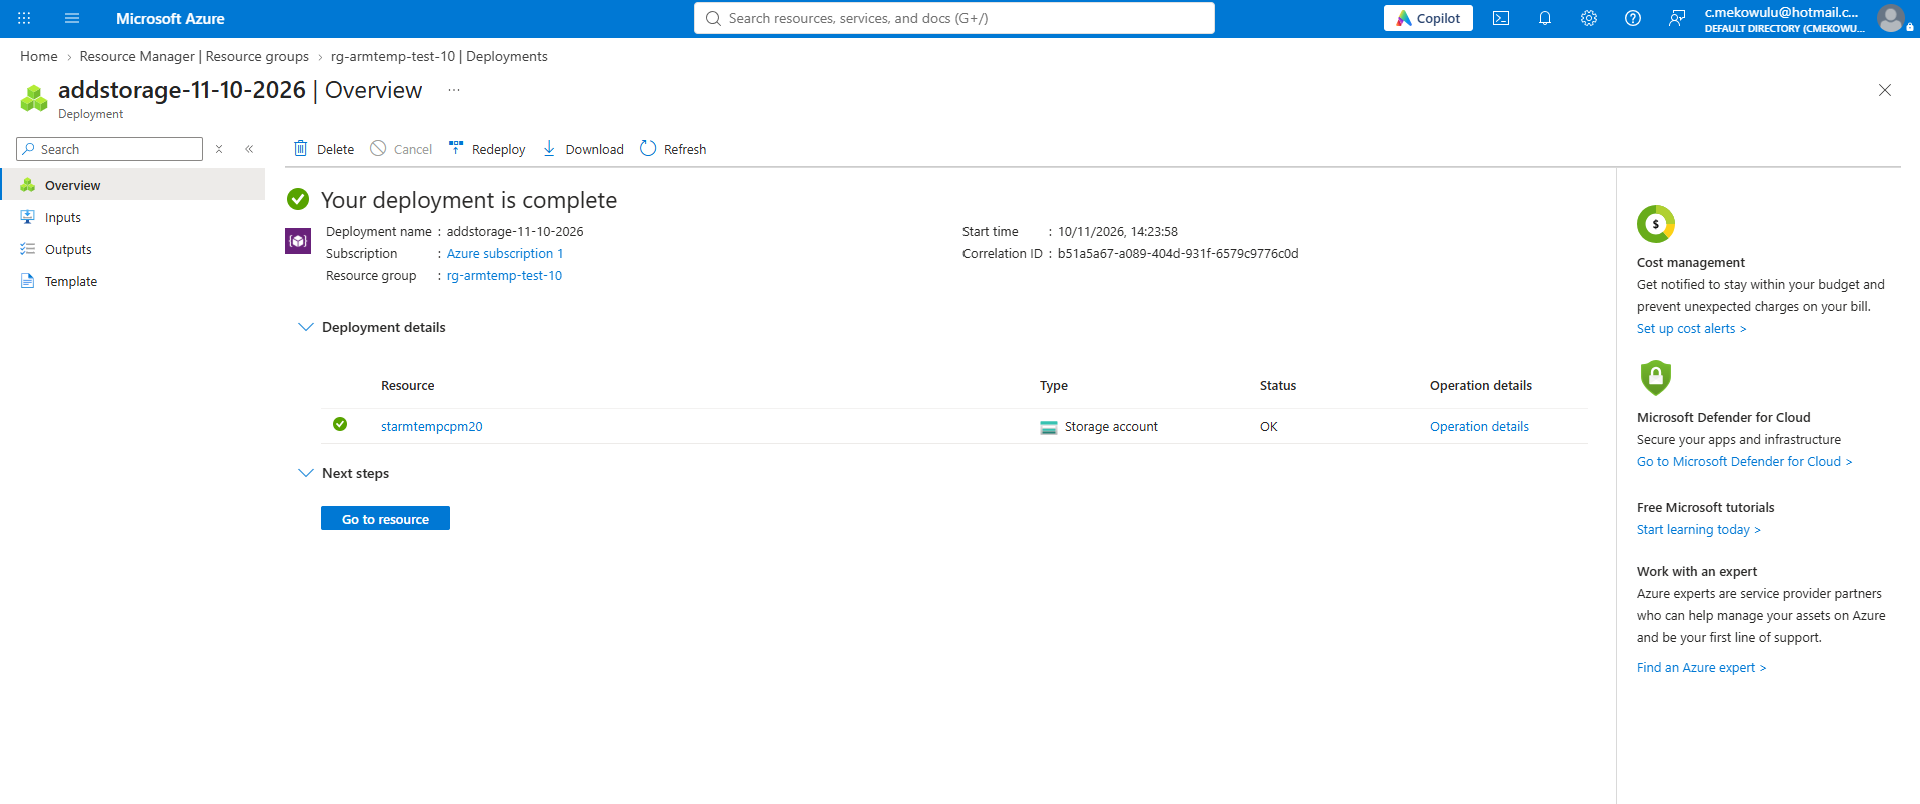 Microsoft Azure
Search resources, services, and docs (G+/)
Copilot
c.mekowulu@hotmail.c...
DEFAULT DIRECTORY (CMEKOWU...
Home > Resource Manager | Resource groups > rg-armtemp-test-10 | Deployments
addstorage-11-10-2026 | Overview ...
Deployment
Search
Overview
Inputs
Outputs
Template
Delete Cancel Redeploy Download Refresh
Your deployment is complete
Deployment name : addstorage-11-10-2026
Subscription : Azure subscription 1
Resource group : rg-armtemp-test-10
Start time : 10/11/2026, 14:23:58
Correlation ID : b51a5a67-a089-404d-931f-6579c9776c0d
Deployment details
Resource Type Status Operation details
starmtempcpm20 Storage account OK Operation details
Next steps
Go to resource
Cost management
Get notified to stay within your budget and
prevent unexpected charges on your bill.
Set up cost alerts >
Microsoft Defender for Cloud
Secure your apps and infrastructure
Go to Microsoft Defender for Cloud >
Free Microsoft tutorials
Start learning today >
Work with an expert
Azure experts are service provider partners
who can help manage your assets on Azure
and be your first line of support.
Find an Azure expert >